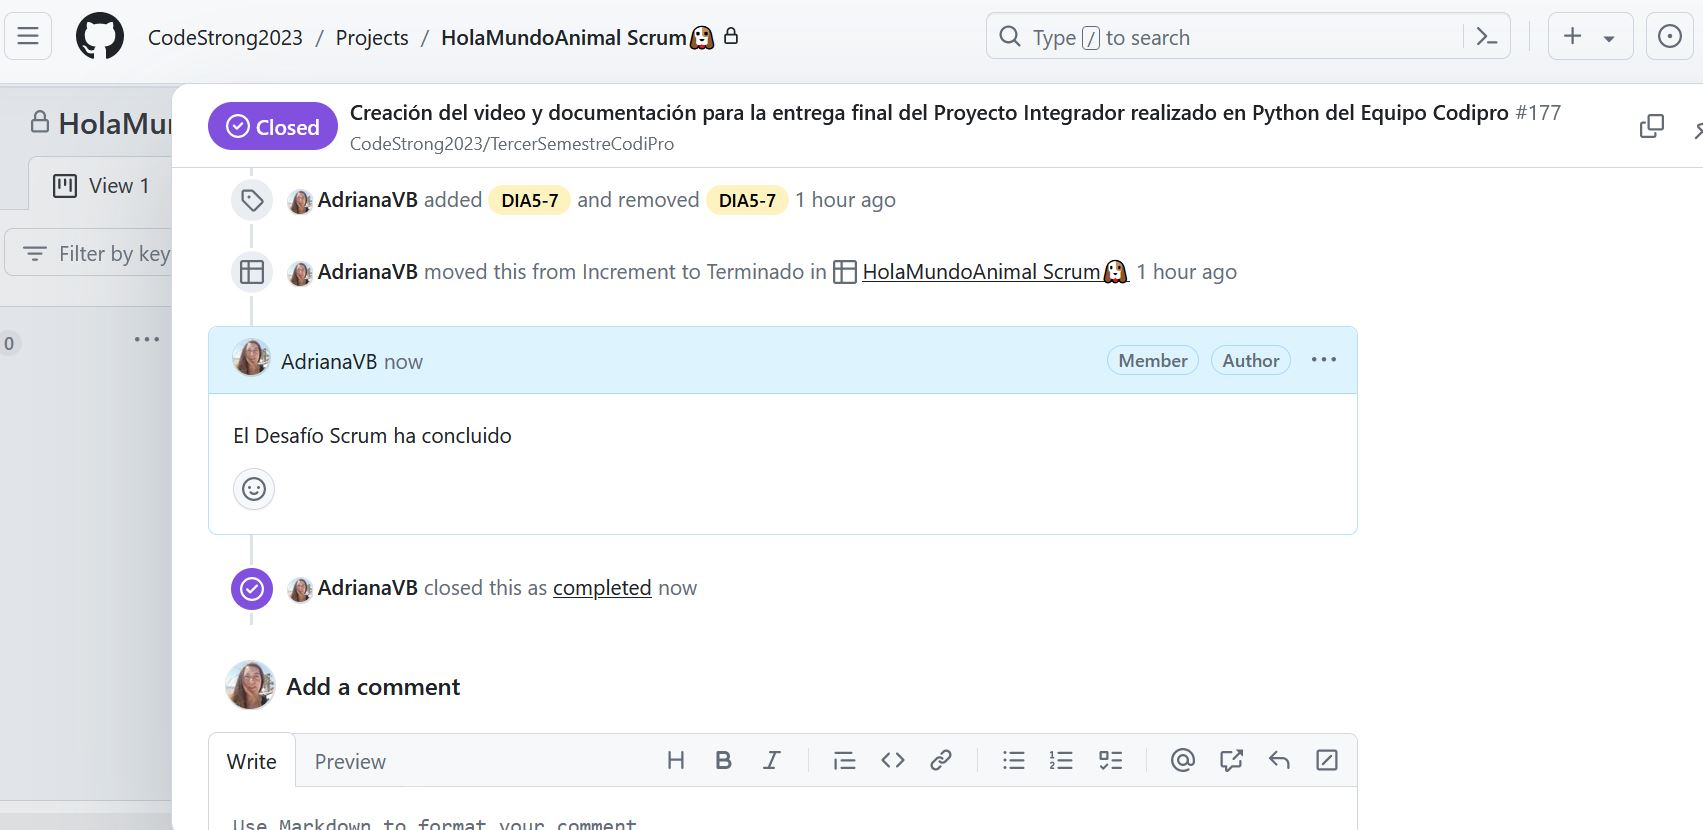 CodeStrong2023 / Projects / HolaMundoAnimal Scrum
Type / to search
HolaMu
Closed
Creación del video y documentación para la entrega final del Proyecto Integrador realizado en Python del Equipo Codipro #177
CodeStrong2023/TercerSemestreCodiPro
View 1
AdrianaVB added DIA5-7 and removed DIA5-7 1 hour ago
Filter by key
AdrianaVB moved this from Increment to Terminado in HolaMundoAnimal Scrum 1 hour ago
0
AdrianaVB now
Member
Author
El Desafío Scrum ha concluido
AdrianaVB closed this as completed now
Add a comment
Write
Preview
Use Markdown to format your comment